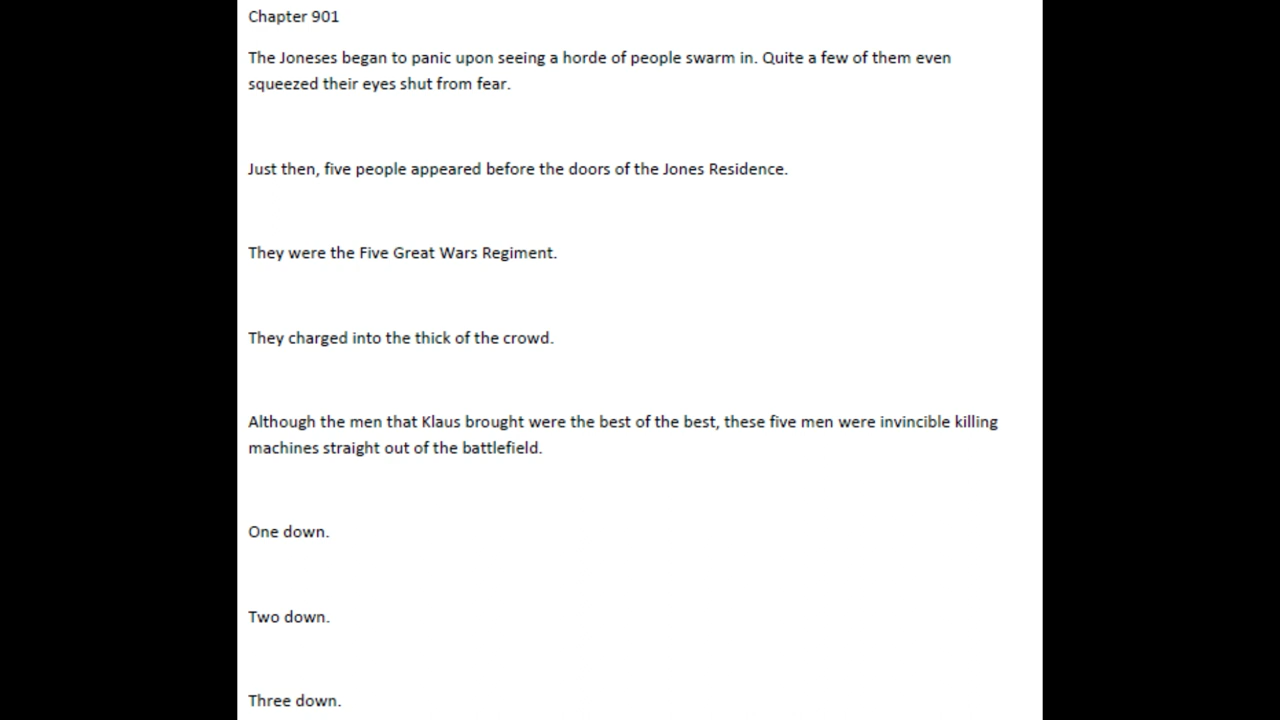 Chapter 901
The Joneses began to panic upon seeing a horde of people swarm in. Quite a few of them even
squeezed their eyes shut from fear.
Just then, five people appeared before the doors of the Jones Residence.
They were the Five Great Wars Regiment.
They charged into the thick of the crowd.
Although the men that Klaus brought were the best of the best, these five men were invincible killing
machines straight out of the battlefield.
One down.
Two down.
Three down.